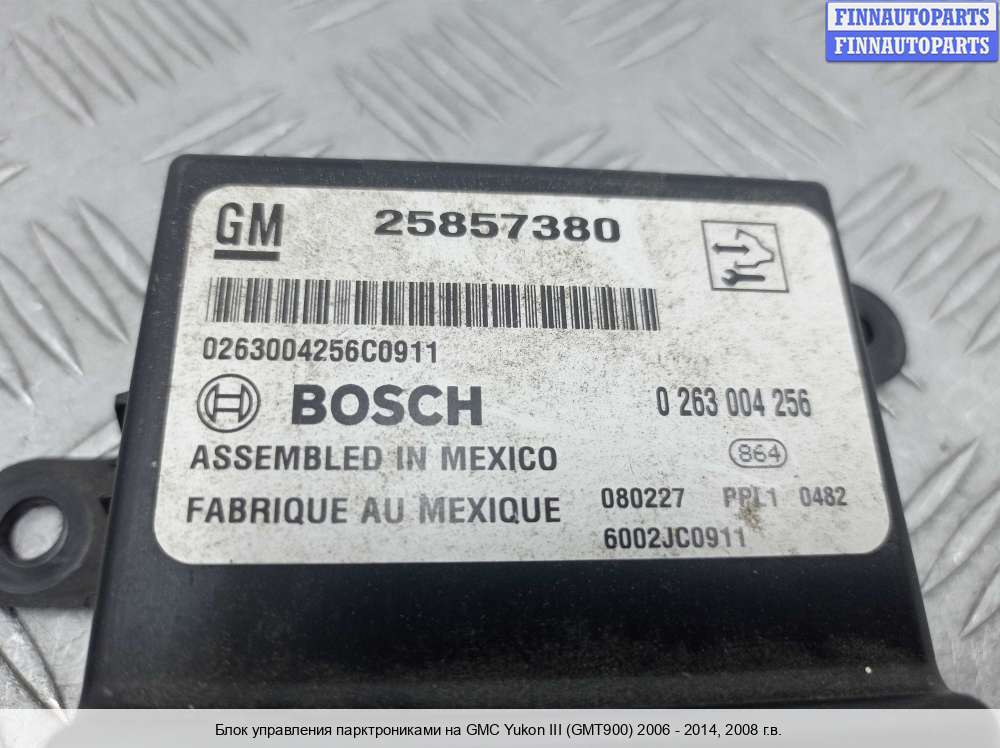 FINNAUTOPARTS
FINNAUTOPARTS
GM 25857380
0263004256C0911
BOSCH 0 263 004 256
ASSEMBLED IN MEXICO 864
FABRIQUE AU MEXIQUE 080227 PPL1 0482
6002JC0911
Блок управления парктрониками на GMC Yukon III (GMT900) 2006 - 2014, 2008 г.в.